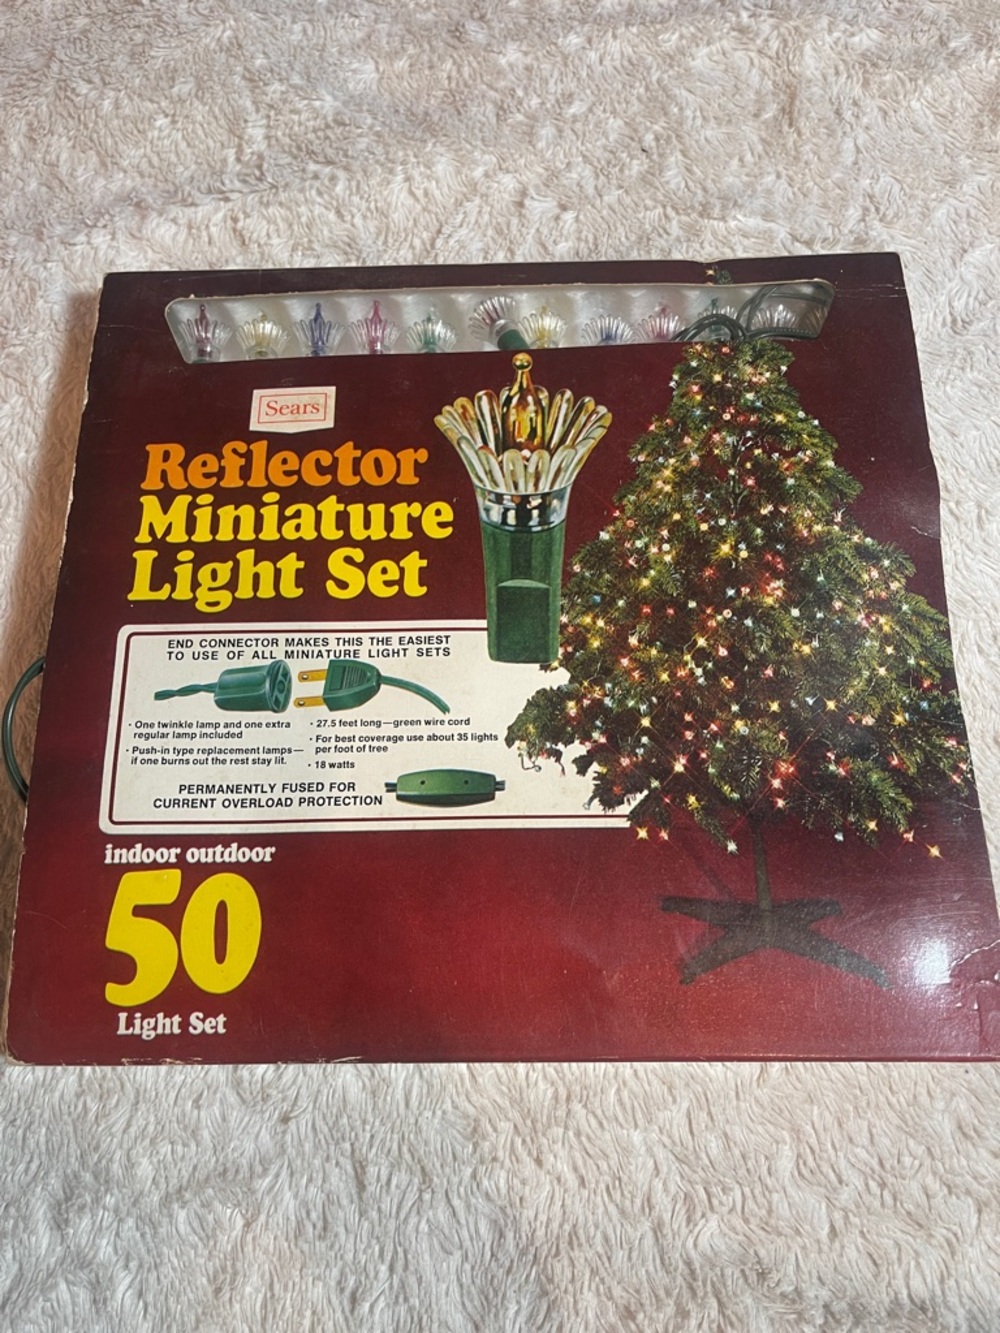 Sears
Reflector
Miniature
Light Set
END CONNECTOR MAKES THIS THE EASIEST
TO USE OF ALL MINIATURE LIGHT SETS
· One twinkle lamp and one extra
regular lamp included
· Push-in type replacement lamps—
if one burns out the rest stay lit.
· 27.5 feet long—green wire cord
· For best coverage use about 35 lights
per foot of tree
· 18 watts
PERMANENTLY FUSED FOR
CURRENT OVERLOAD PROTECTION
indoor outdoor
50
Light Set